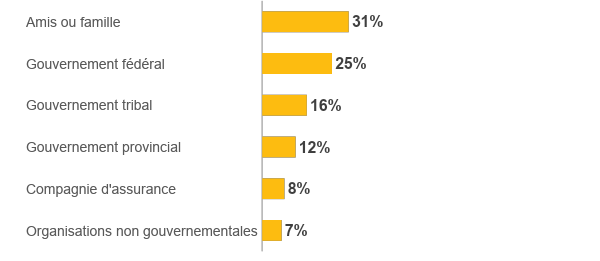 Amis ou famille 31%
Gouvernement fédéral 25%
Gouvernement tribal 16%
Gouvernement provincial 12%
Compagnie d'assurance 8%
Organisations non gouvernementales 7%